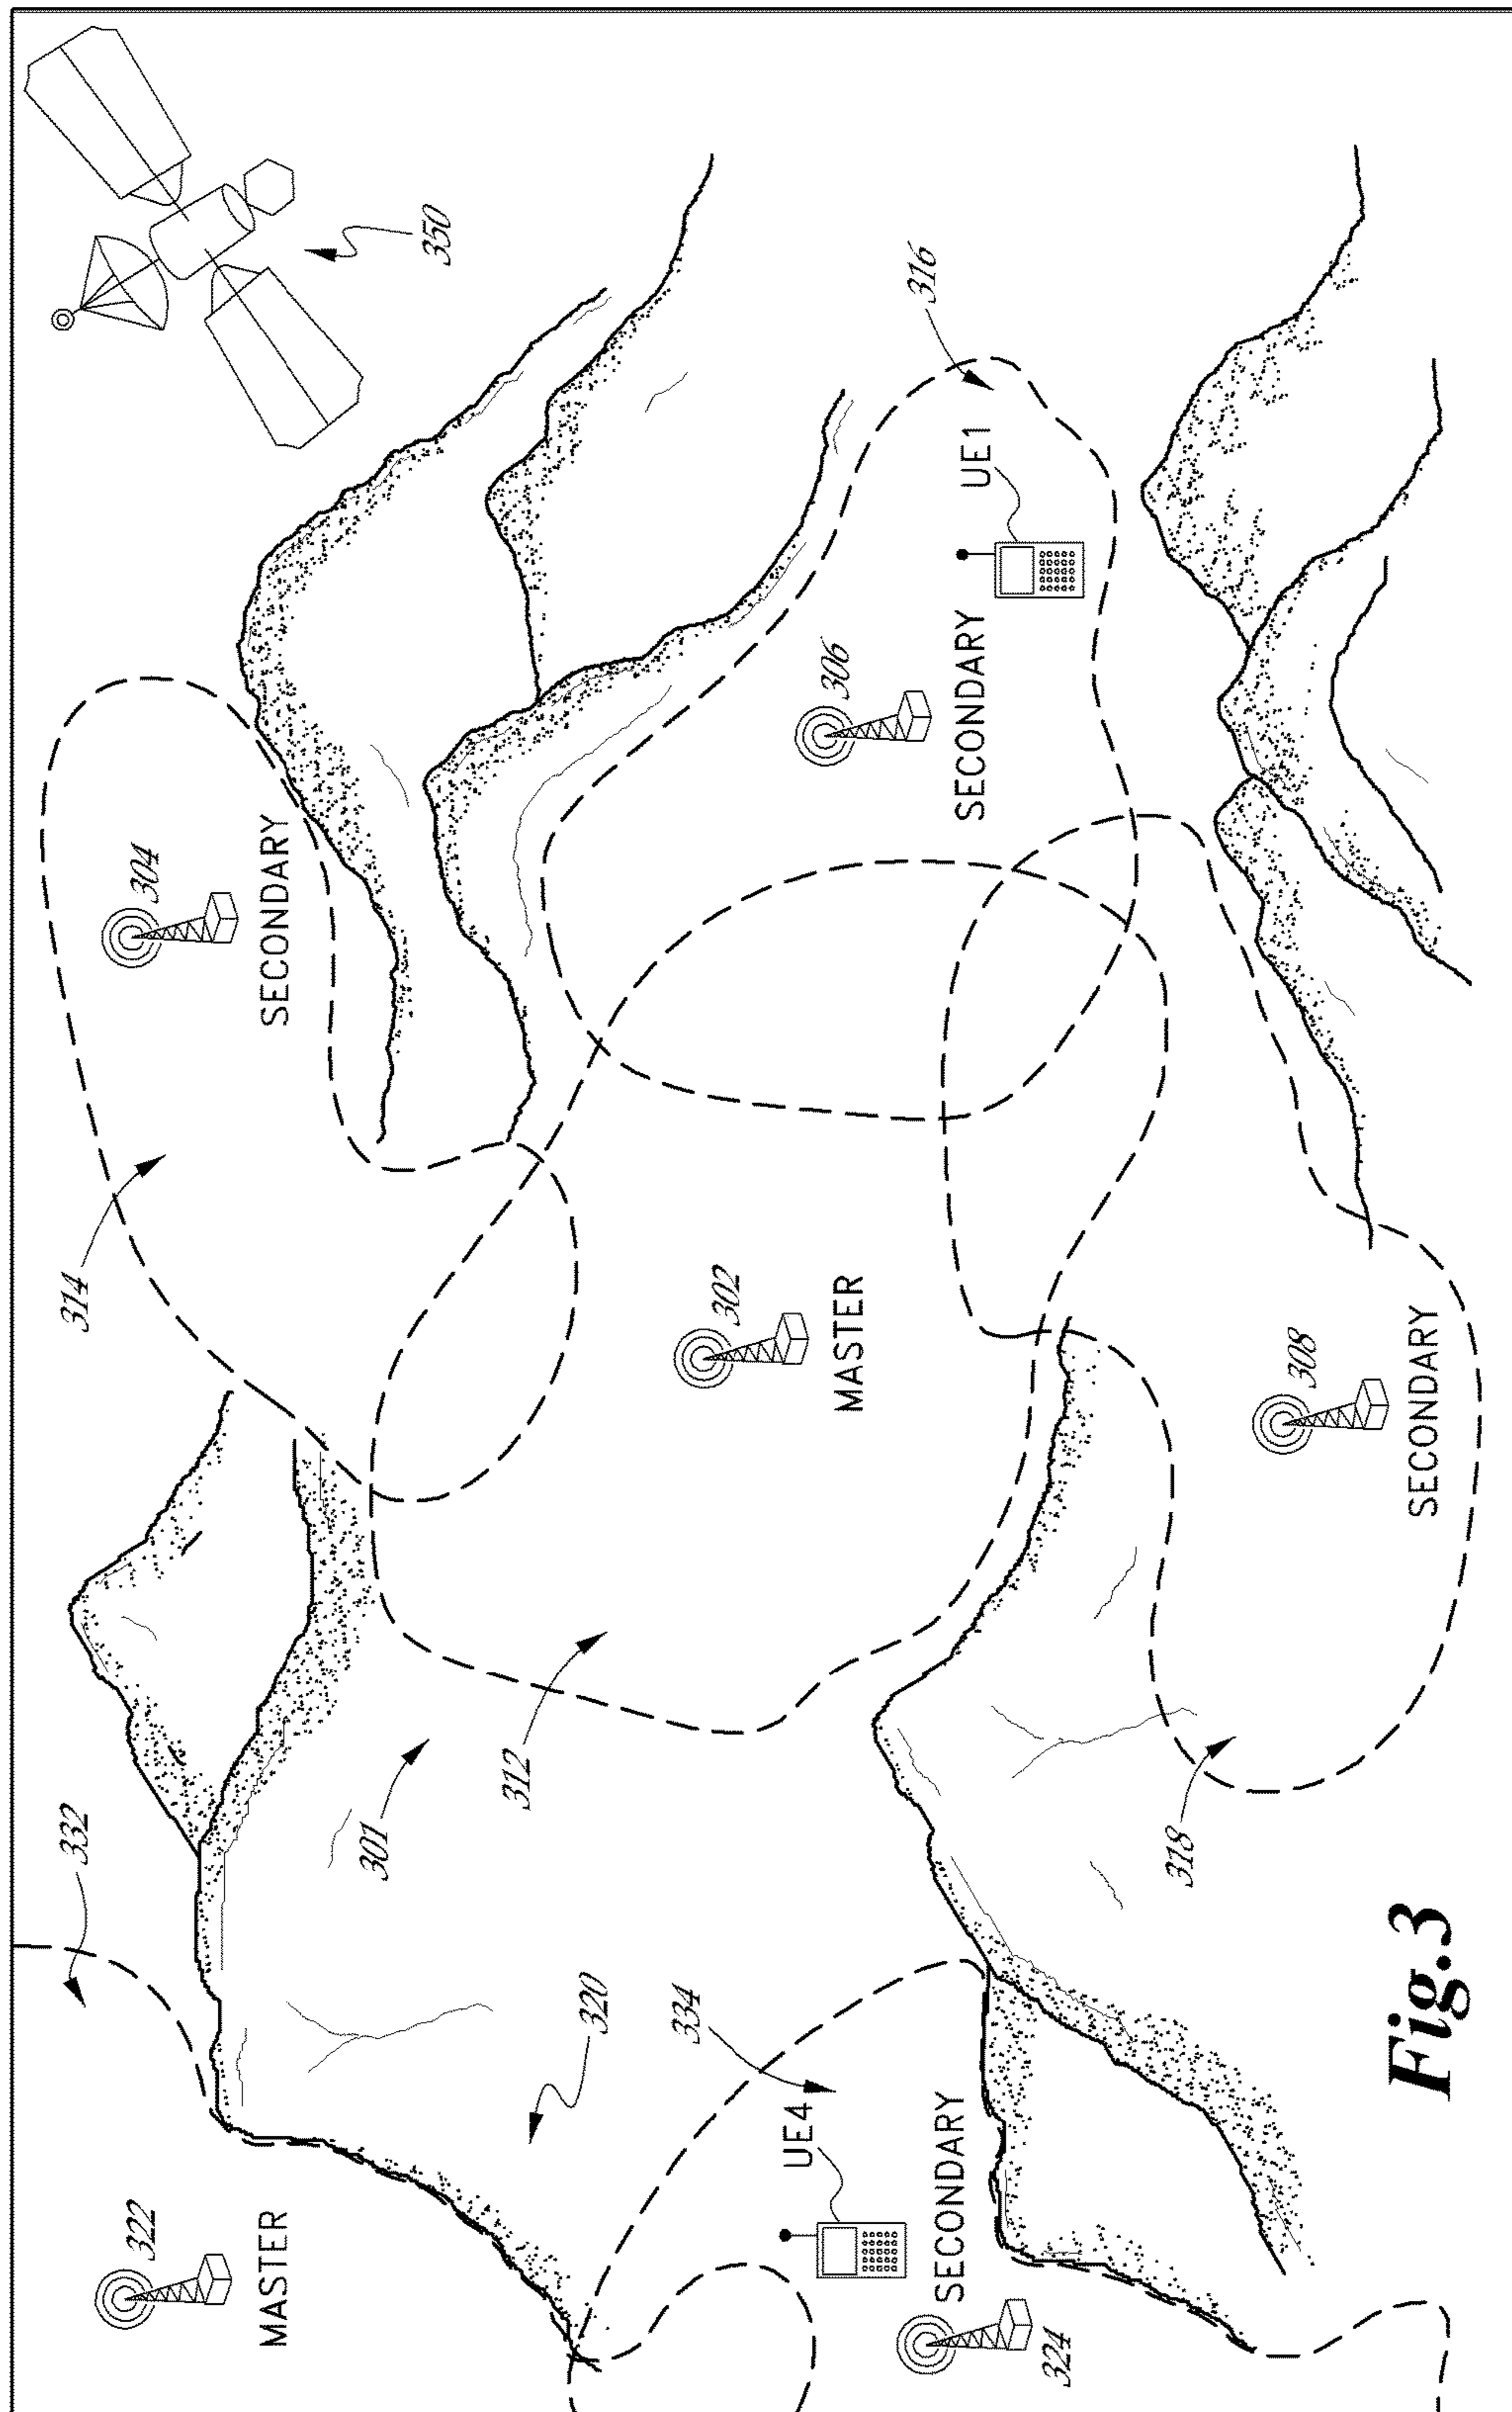 350
316
UE1
306
SECONDARY
304
SECONDARY
314
302
MASTER
308
SECONDARY
312
301
318
332
320
334
UE4
SECONDARY
324
322
MASTER
Fig.3